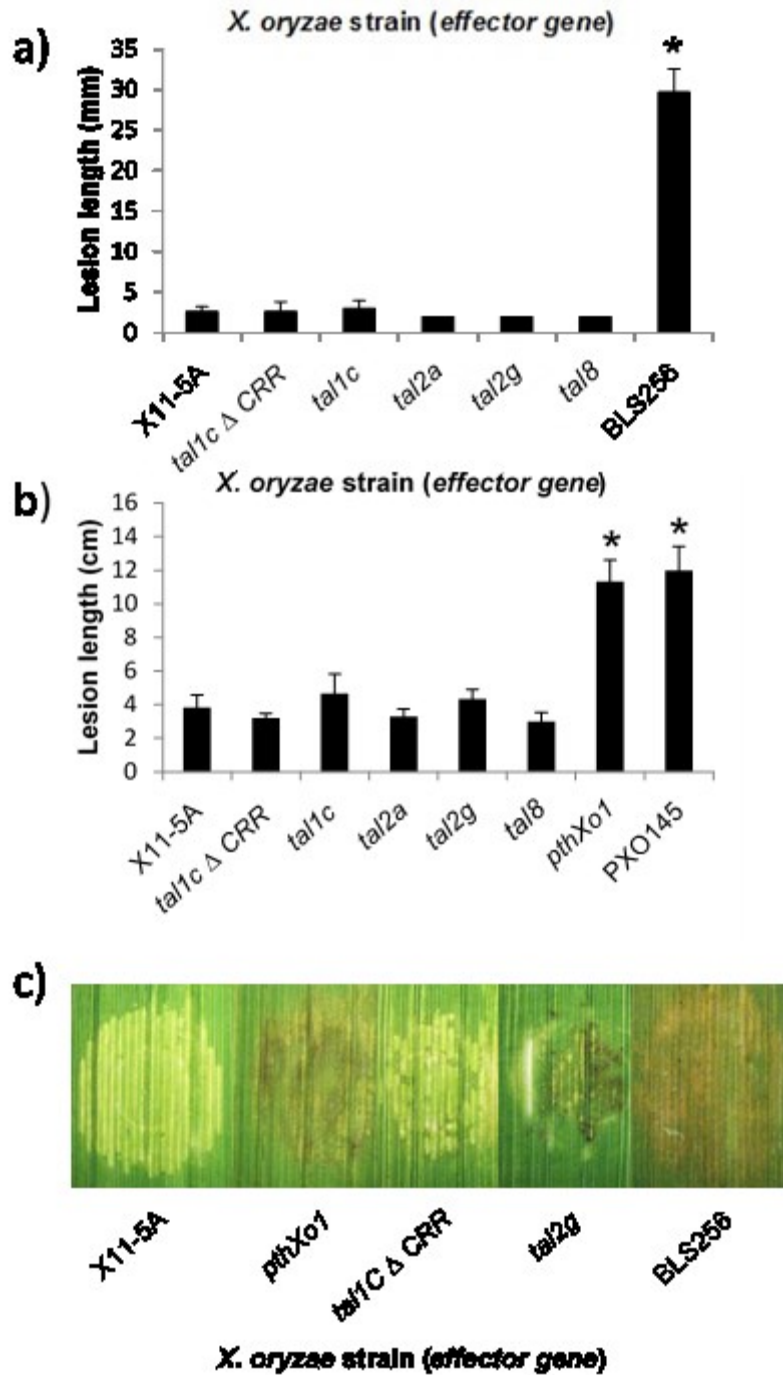 a)
X. oryzae strain (effector gene)
Lesion length (mm)
35
30
25
20
15
10
5
0
*
X11-5A
tal1c Δ CRR
tal1c
tal2a
tal2g
tal8
BLS256
b)
X. oryzae strain (effector gene)
Lesion length (cm)
16
14
12
10
8
6
4
2
0
*
*
X11-5A
tal1c Δ CRR
tal1c
tal2a
tal2g
tal8
pthXo1
PXO145
c)
X11-5A
pthXo1
tal1C Δ CRR
tal2g
BLS256
X. oryzae strain (effector gene)